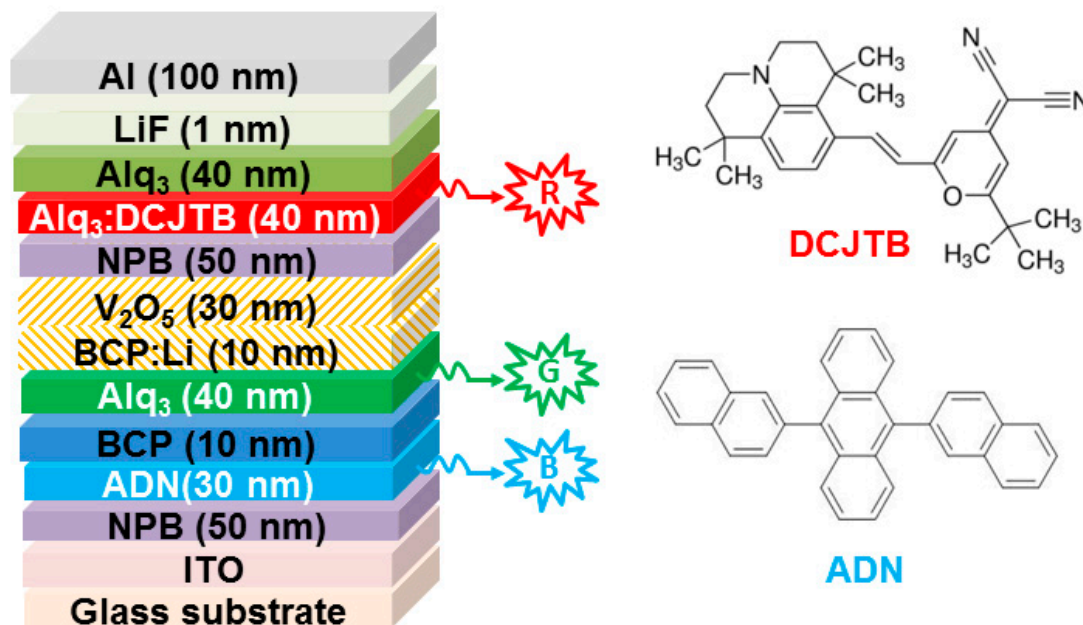 Al (100 nm)
LiF (1 nm)
Alq₃ (40 nm)
Alq₃:DCJTB (40 nm)
NPB (50 nm)
V₂O₅ (30 nm)
BCP:Li (10 nm)
Alq₃ (40 nm)
BCP (10 nm)
ADN(30 nm)
NPB (50 nm)
ITO
Glass substrate
R
G
B
N
N
CH₃
CH₃
N
H₃C
H₃C
CH₃
O
CH₃
H₃C
CH₃
DCJTB
ADN